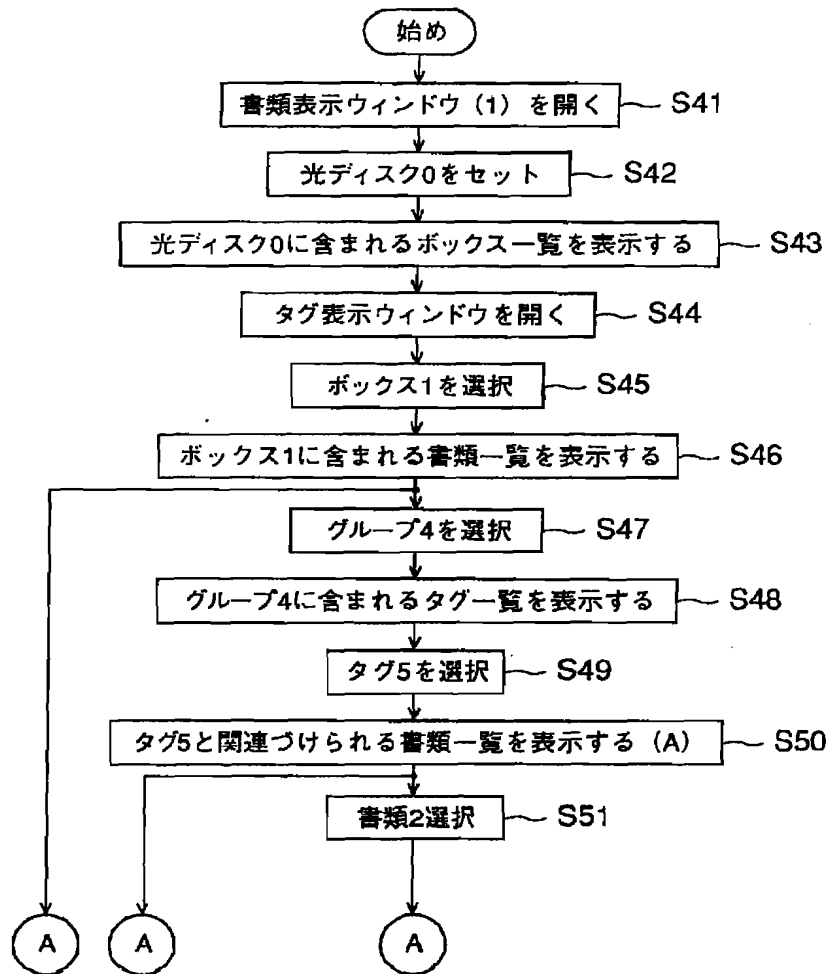 始め
書類表示ウィンドウ(1)を開く S41
光ディスク0をセット S42
光ディスク0に含まれるボックス一覧を表示する S43
タグ表示ウィンドウを開く S44
ボックス1を選択 S45
ボックス1に含まれる書類一覧を表示する S46
グループ4を選択 S47
グループ4に含まれるタグ一覧を表示する S48
タグ5を選択 S49
タグ5と関連づけられる書類一覧を表示する(A) S50
書類2選択 S51
A A A